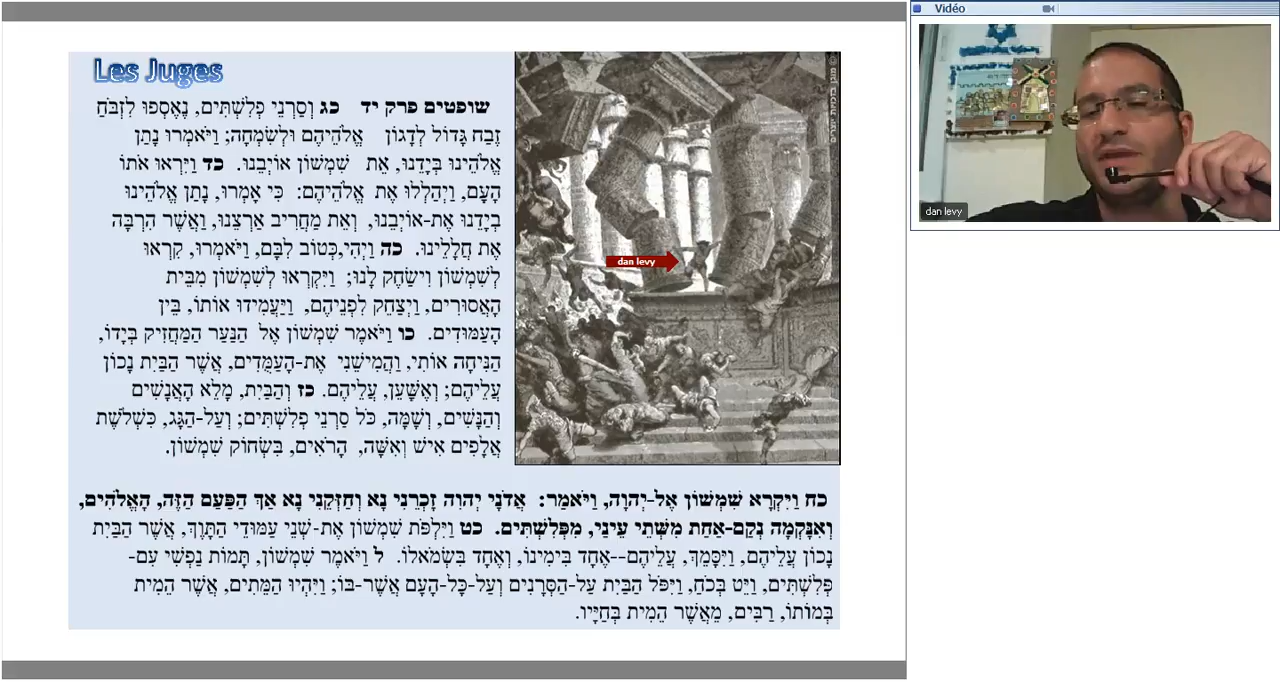 Les Juges
שופטים פרק יד כג וְסַרְנֵי פְלִשְׁתִּים, נֶאֶסְפוּ לִזְבֹּחַ
זֶבַח גָּדוֹל לְדָגוֹן אֱלֹהֵיהֶם וּלְשִׂמְחָה; וַיֹּאמְרוּ נָתַן
אֱלֹהֵינוּ בְּיָדֵנוּ, אֵת שִׁמְשׁוֹן אוֹיְבֵנוּ. כד וַיִּרְאוּ אֹתוֹ
הָעָם, וַיְהַלְלוּ אֶת אֱלֹהֵיהֶם: כִּי אָמְרוּ, נָתַן אֱלֹהֵינוּ
בְיָדֵנוּ אֶת-אוֹיְבֵנוּ, וְאֵת מַחֲרִיב אַרְצֵנוּ, וַאֲשֶׁר הִרְבָּה
אֶת חֲלָלֵינוּ. כה וַיְהִי,כְּטוֹב לִבָּם, וַיֹּאמְרוּ, קִרְאוּ
לְשִׁמְשׁוֹן וִישַׂחֶק לָנוּ; וַיִּקְרְאוּ לְשִׁמְשׁוֹן מִבֵּית
הָאֲסוּרִים, וַיְצַחֵק לִפְנֵיהֶם, וַיַּעֲמִידוּ אוֹתוֹ, בֵּין
הָעַמּוּדִים. כו וַיֹּאמֶר שִׁמְשׁוֹן אֶל הַנַּעַר הַמַּחֲזִיק בְּיָדוֹ,
הַנִּיחָה אוֹתִי, וַהֲמִישֵׁנִי אֶת-הָעַמֻּדִים, אֲשֶׁר הַבַּיִת נָכוֹן
עֲלֵיהֶם; וְאֶשָּׁעֵן, עֲלֵיהֶם. כז וְהַבַּיִת, מָלֵא הָאֲנָשִׁים
וְהַנָּשִׁים, וְשָׁמָּה, כֹּל סַרְנֵי פְלִשְׁתִּים; וְעַל-הַגָּג, כִּשְׁלֹשֶׁת
אֲלָפִים אִישׁ וְאִשָּׁה, הָרֹאִים, בִּשְׂחוֹק שִׁמְשׁוֹן.
כח וַיִּקְרָא שִׁמְשׁוֹן אֶל-יְהוָה, וַיֹּאמַר: אֲדֹנָי יְהוִה זָכְרֵנִי נָא וְחַזְּקֵנִי נָא אַךְ הַפַּעַם הַזֶּה, הָאֱלֹהִים,
וְאִנָּקְמָה נְקַם-אַחַת מִשְּׁתֵי עֵינַי, מִפְּלִשְׁתִּים. כט וַיִּלְפֹּת שִׁמְשׁוֹן אֶת-שְׁנֵי עַמּוּדֵי הַתָּוֶךְ, אֲשֶׁר הַבַּיִת
נָכוֹן עֲלֵיהֶם, וַיִּסָּמֵךְ, עֲלֵיהֶם--אֶחָד בִּימִינוֹ, וְאֶחָד בִּשְׂמֹאלוֹ. ל וַיֹּאמֶר שִׁמְשׁוֹן, תָּמוֹת נַפְשִׁי עִם-
פְּלִשְׁתִּים, וַיֵּט בְּכֹחַ, וַיִּפֹּל הַבַּיִת עַל-הַסְּרָנִים וְעַל-כָּל-הָעָם אֲשֶׁר-בּוֹ; וַיִּהְיוּ הַמֵּתִים, אֲשֶׁר הֵמִית
בְּמוֹתוֹ, רַבִּים, מֵאֲשֶׁר הֵמִית בְּחַיָּיו.
dan levy
Vidéo
dan levy